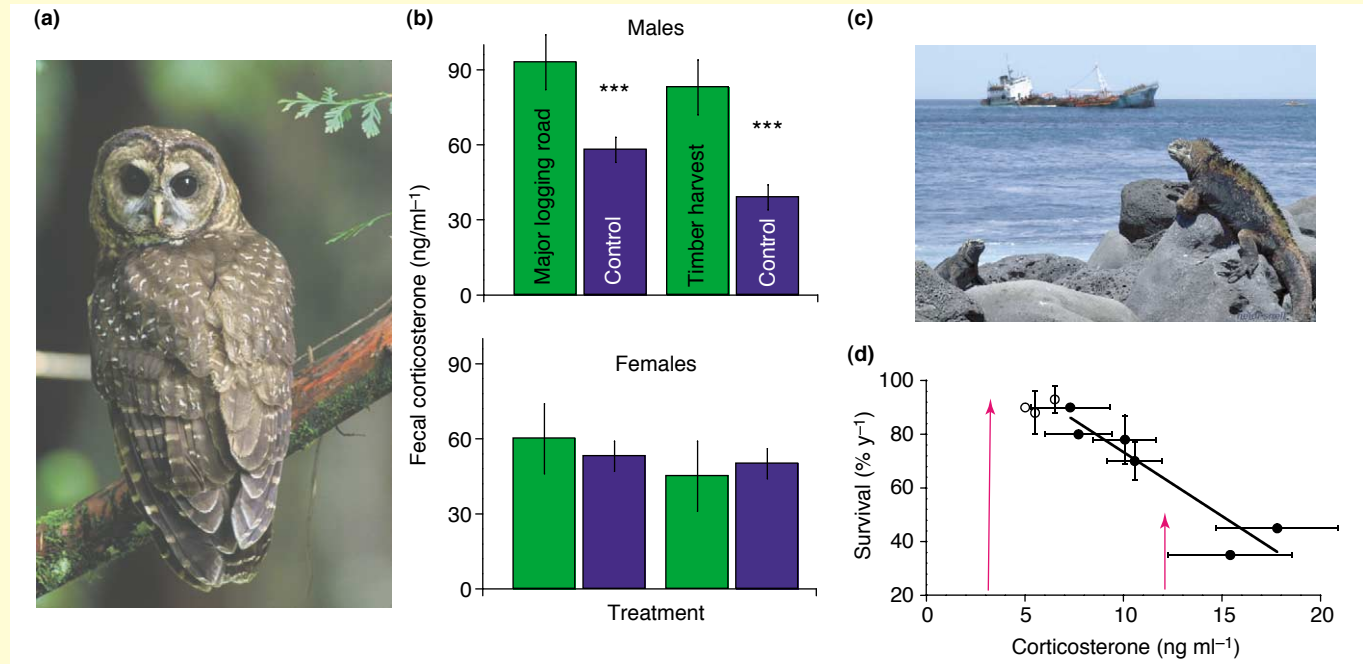 (a)
(b)
Males
Fecal corticosterone (ng/ml⁻¹)
90
60
30
0
Major logging road
Control
Timber harvest
Control
***
***
Females
90
60
30
0
Treatment
(c)
(d)
Survival (% y⁻¹)
100
80
60
40
20
0
5
10
15
20
Corticosterone (ng ml⁻¹)